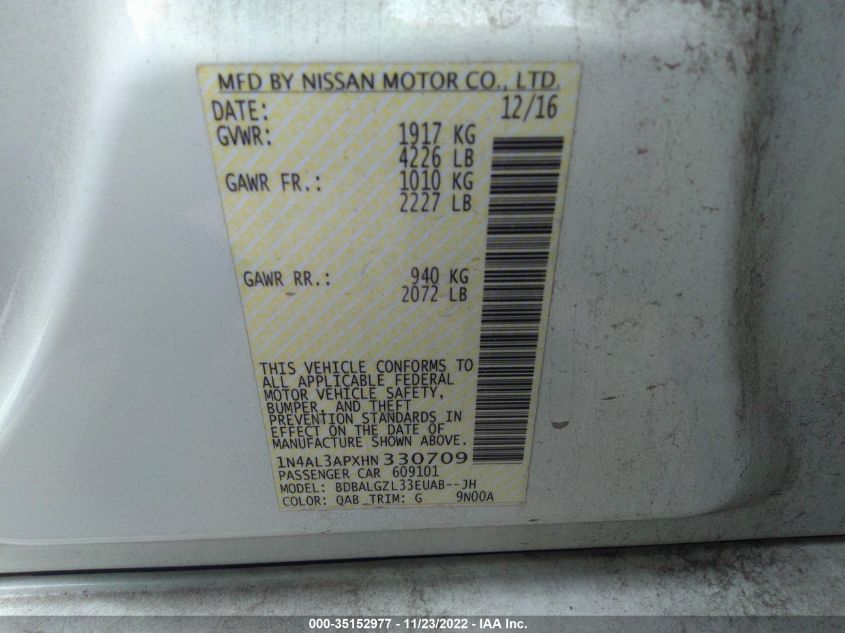 MFD BY NISSAN MOTOR CO., LTD.
DATE: 12/16
GVWR: 1917 KG
4226 LB
GAWR FR.: 1010 KG
2227 LB
GAWR RR.: 940 KG
2072 LB
THIS VEHICLE CONFORMS TO
ALL APPLICABLE FEDERAL
MOTOR VEHICLE SAFETY,
BUMPER, AND THEFT
PREVENTION STANDARDS IN
EFFECT ON THE DATE OF
MANUFACTURE SHOWN ABOVE.
1N4AL3APXHN330709
PASSENGER CAR 609101
MODEL: BDBALGZL33EUAB--JH
COLOR: QAB TRIM: G 9N00A
000-35152977 - 11/23/2022 - IAA Inc.